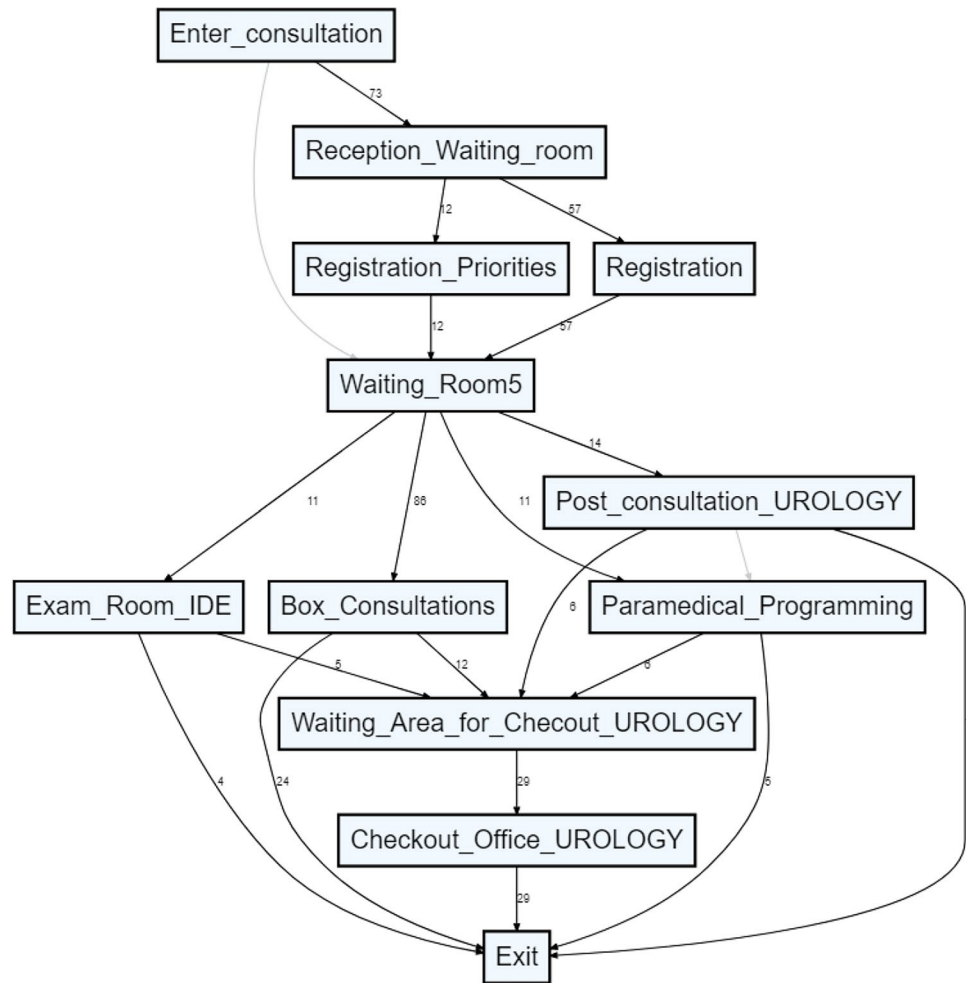 Enter_consultation
73
Reception_Waiting_room
12
57
Registration_Priorities
Registration
12
57
Waiting_Room5
14
11
86
11
Post_consultation_UROLOGY
Exam_Room_IDE
Box_Consultations
Paramedical_Programming
6
5
12
6
Waiting_Area_for_Checout_UROLOGY
4
24
29
5
Checkout_Office_UROLOGY
29
Exit